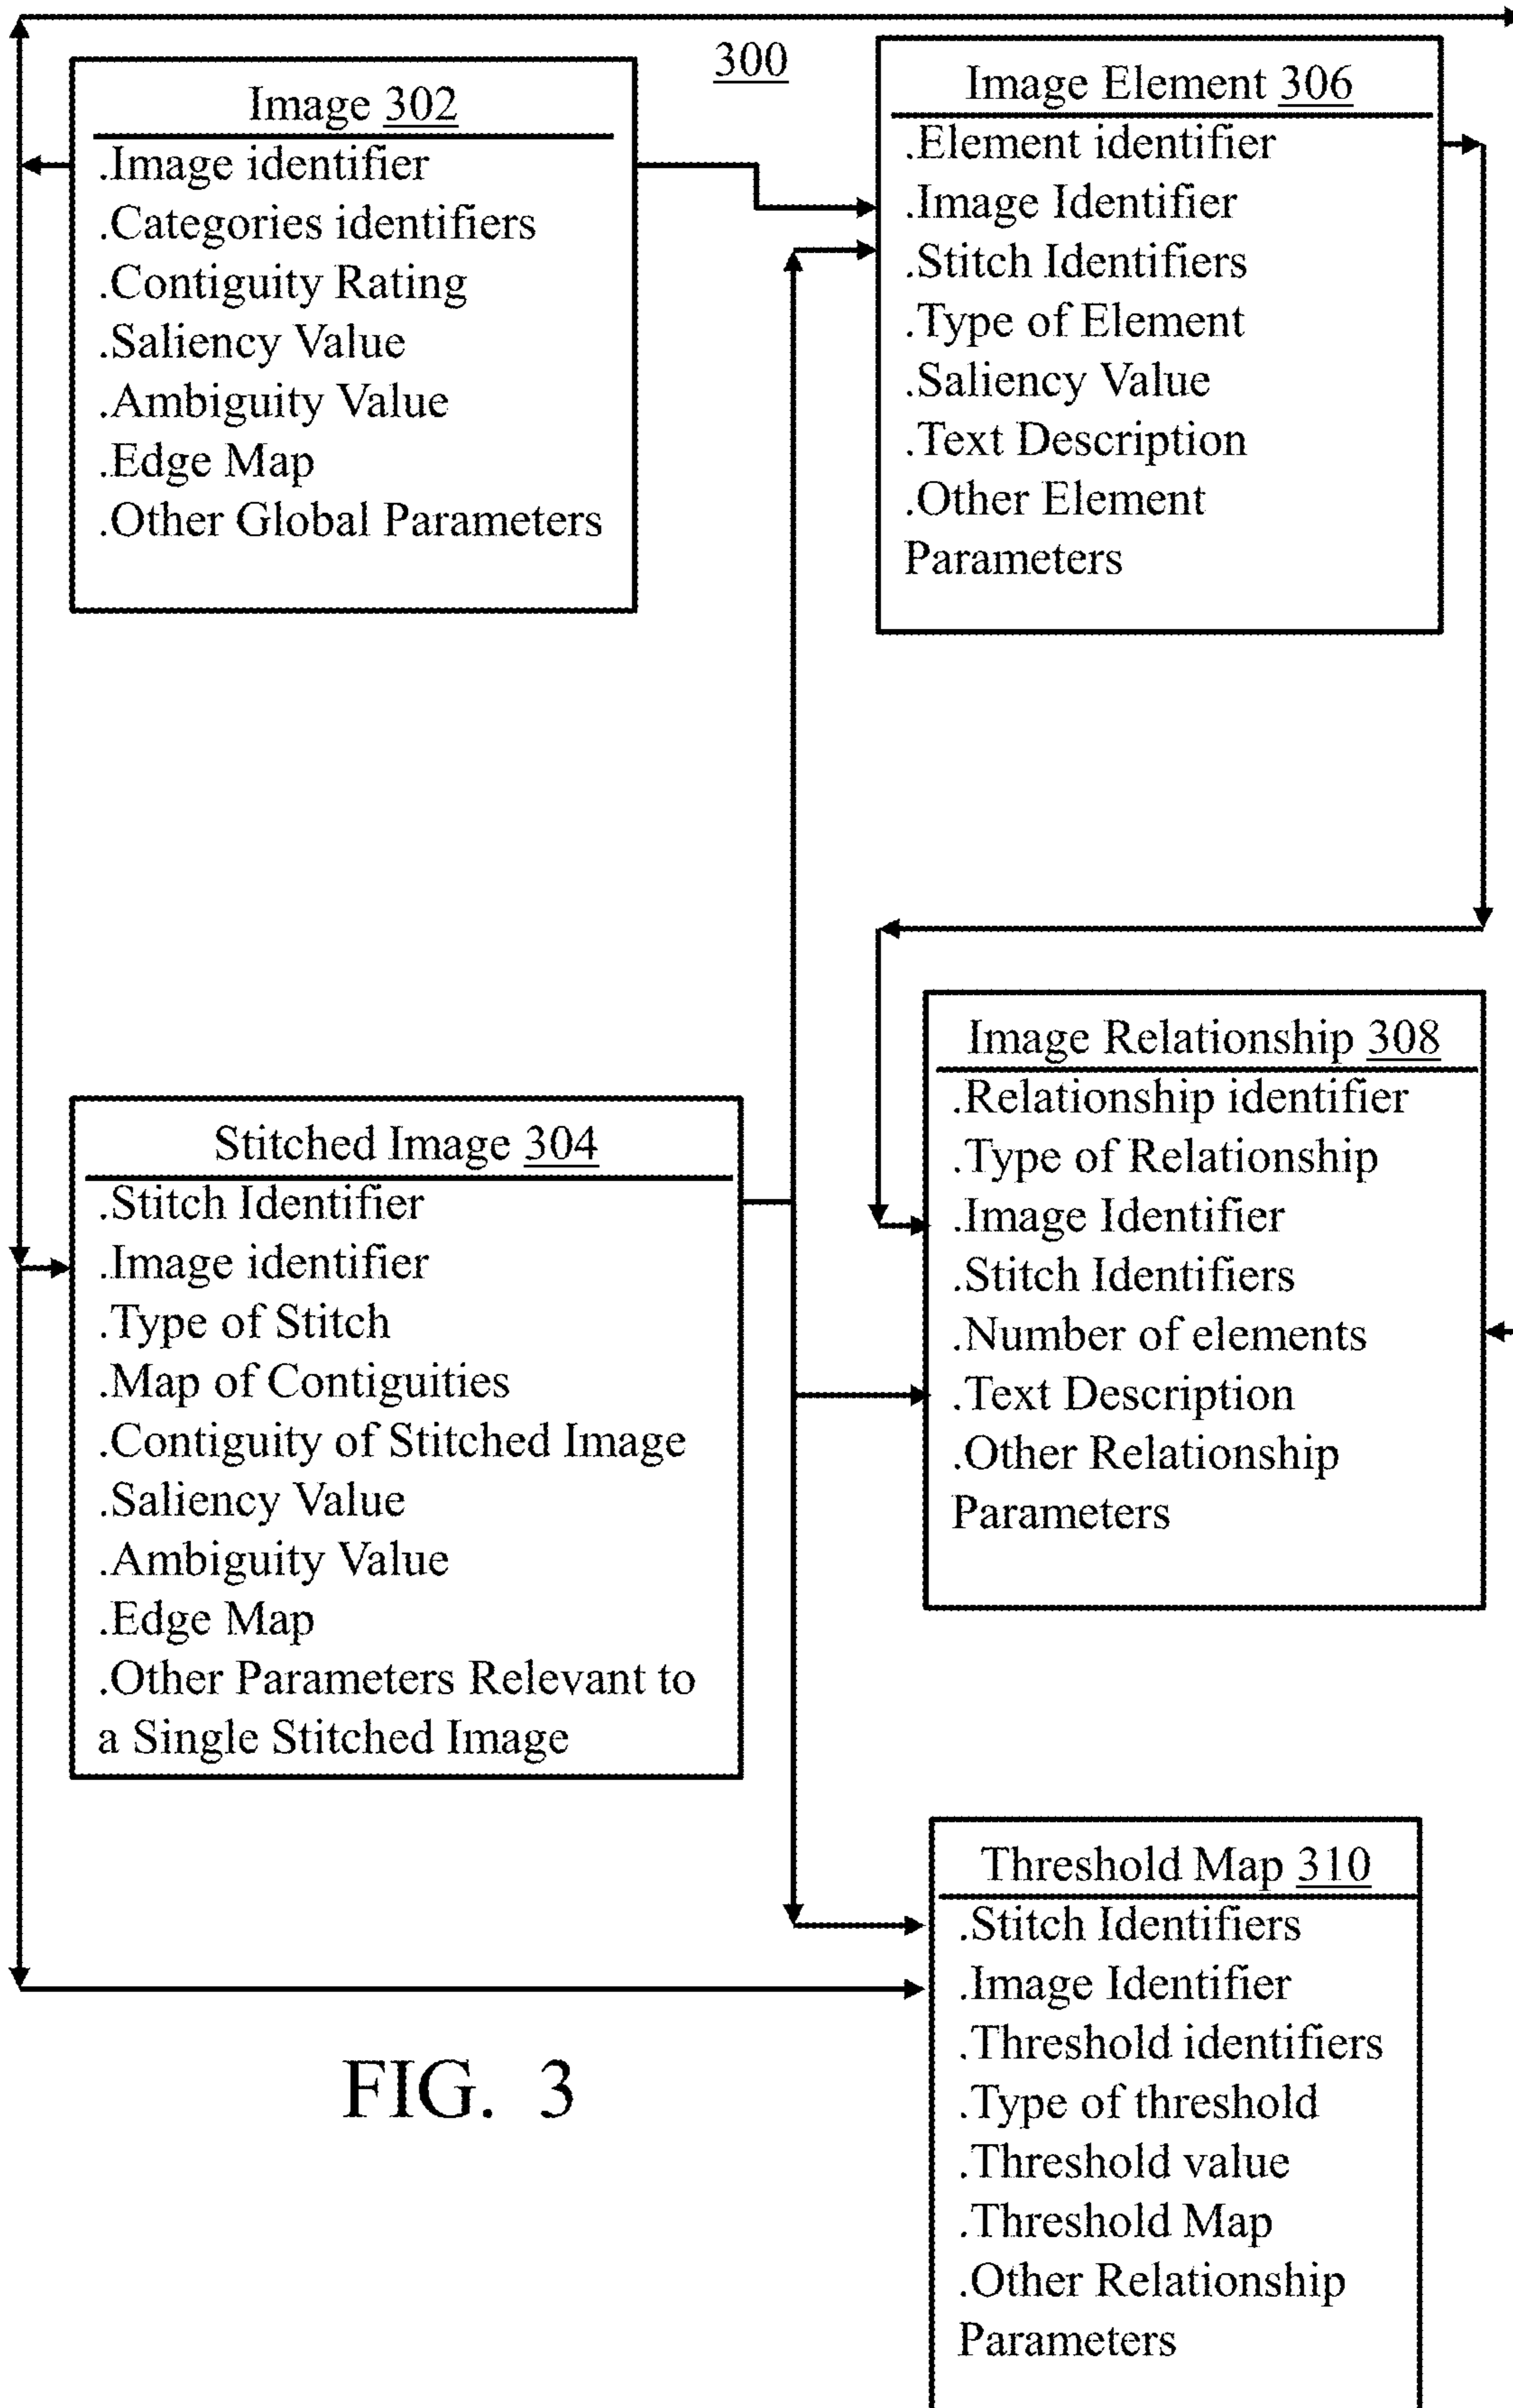 300
Image 302
.Image identifier
.Categories identifiers
.Contiguity Rating
.Saliency Value
.Ambiguity Value
.Edge Map
.Other Global Parameters
Image Element 306
.Element identifier
.Image Identifier
.Stitch Identifiers
.Type of Element
.Saliency Value
.Text Description
.Other Element
Parameters
Stitched Image 304
.Stitch Identifier
.Image identifier
.Type of Stitch
.Map of Contiguities
.Contiguity of Stitched Image
.Saliency Value
.Ambiguity Value
.Edge Map
.Other Parameters Relevant to
a Single Stitched Image
Image Relationship 308
.Relationship identifier
.Type of Relationship
.Image Identifier
.Stitch Identifiers
.Number of elements
.Text Description
.Other Relationship
Parameters
Threshold Map 310
.Stitch Identifiers
.Image Identifier
.Threshold identifiers
.Type of threshold
.Threshold value
.Threshold Map
.Other Relationship
Parameters
FIG. 3